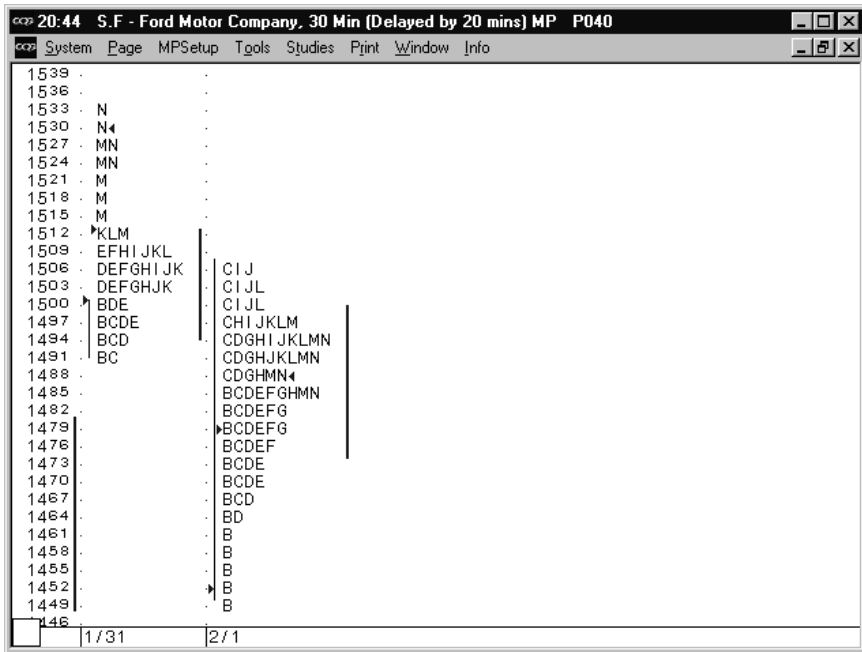 cqg 20:44 S.F - Ford Motor Company, 30 Min (Delayed by 20 mins) MP P040
cqg System Page MPSetup Tools Studies Print Window Info
1539
1536
1533 N
1530 N
1527 MN
1524 MN
1521 M
1518 M
1515 M
1512 KLM
1509 EFHIJKL
1506 DEFGHIJK CIJ
1503 DEFGHJK CIJL
1500 BDE CIJL
1497 BCDE CHIJKLM
1494 BCD CDGHIJKLMN
1491 BC CDGHJKLMN
1488 CDGHMN
1485 BCDEFGHMN
1482 BCDEFG
1479 BCDEFG
1476 BCDEF
1473 BCDE
1470 BCDE
1467 BCD
1464 BD
1461 B
1458 B
1455 B
1452 B
1449 B
446
1/31 2/1